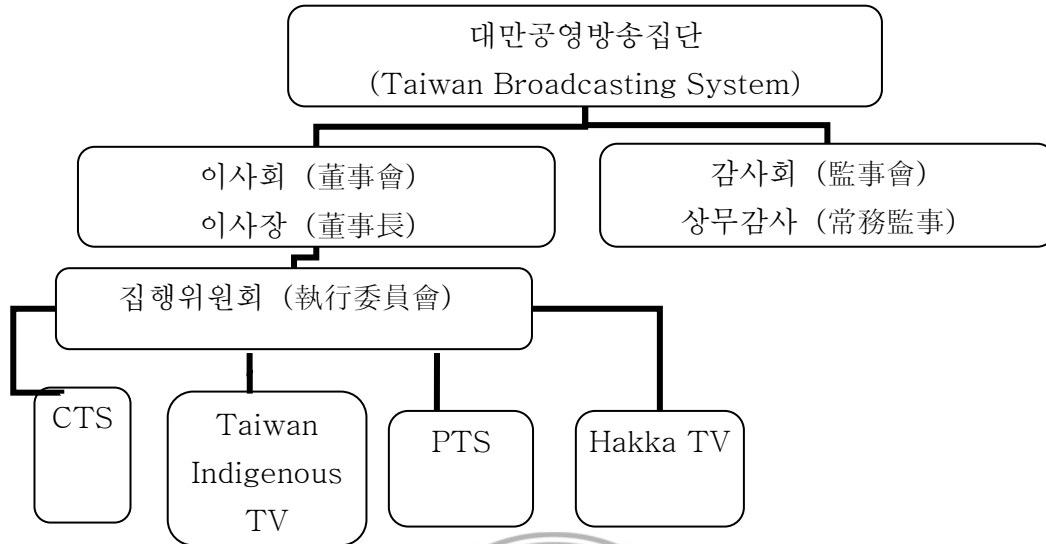 대만공영방송집단
(Taiwan Broadcasting System)
이사회 (董事會)
이사장 (董事長)
감사회 (監事會)
상무감사 (常務監事)
집행위원회 (執行委員會)
CTS
Taiwan
Indigenous
TV
PTS
Hakka TV